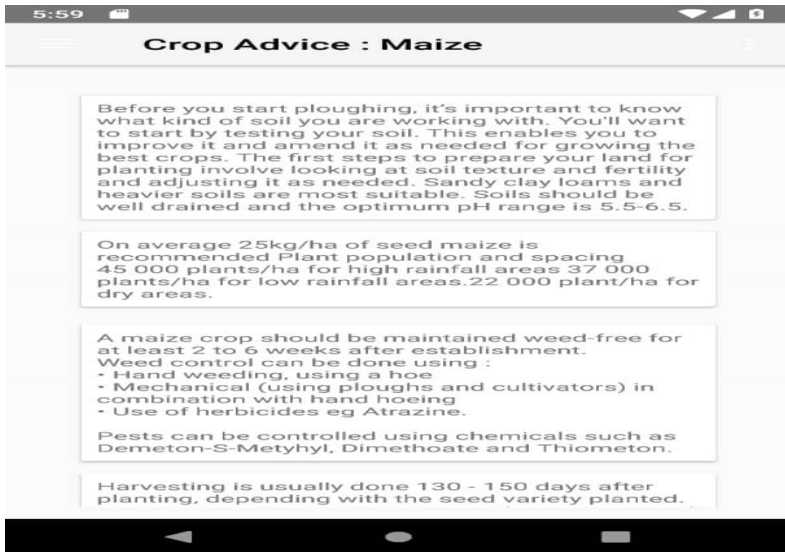 5:59
Crop Advice : Maize
Before you start ploughing, it's important to know
what kind of soil you are working with. You'll want
to start by testing your soil. This enables you to
improve it and amend it as needed for growing the
best crops. The first steps to prepare your land for
planting involve looking at soil texture and fertility
and adjusting it as needed. Sandy clay loams and
heavier soils are most suitable. Soils should be
well drained and the optimum pH range is 5.5-6.5.
On average 25kg/ha of seed maize is
recommended Plant population and spacing
45 000 plants/ha for high rainfall areas 37 000
plants/ha for low rainfall areas.22 000 plant/ha for
dry areas.
A maize crop should be maintained weed-free for
at least 2 to 6 weeks after establishment.
Weed control can be done using :
• Hand weeding, using a hoe
• Mechanical (using ploughs and cultivators) in
combination with hand hoeing
• Use of herbicides eg Atrazine.
Pests can be controlled using chemicals such as
Demeton-S-Metyhyl, Dimethoate and Thiometon.
Harvesting is usually done 130 - 150 days after
planting, depending with the seed variety planted.